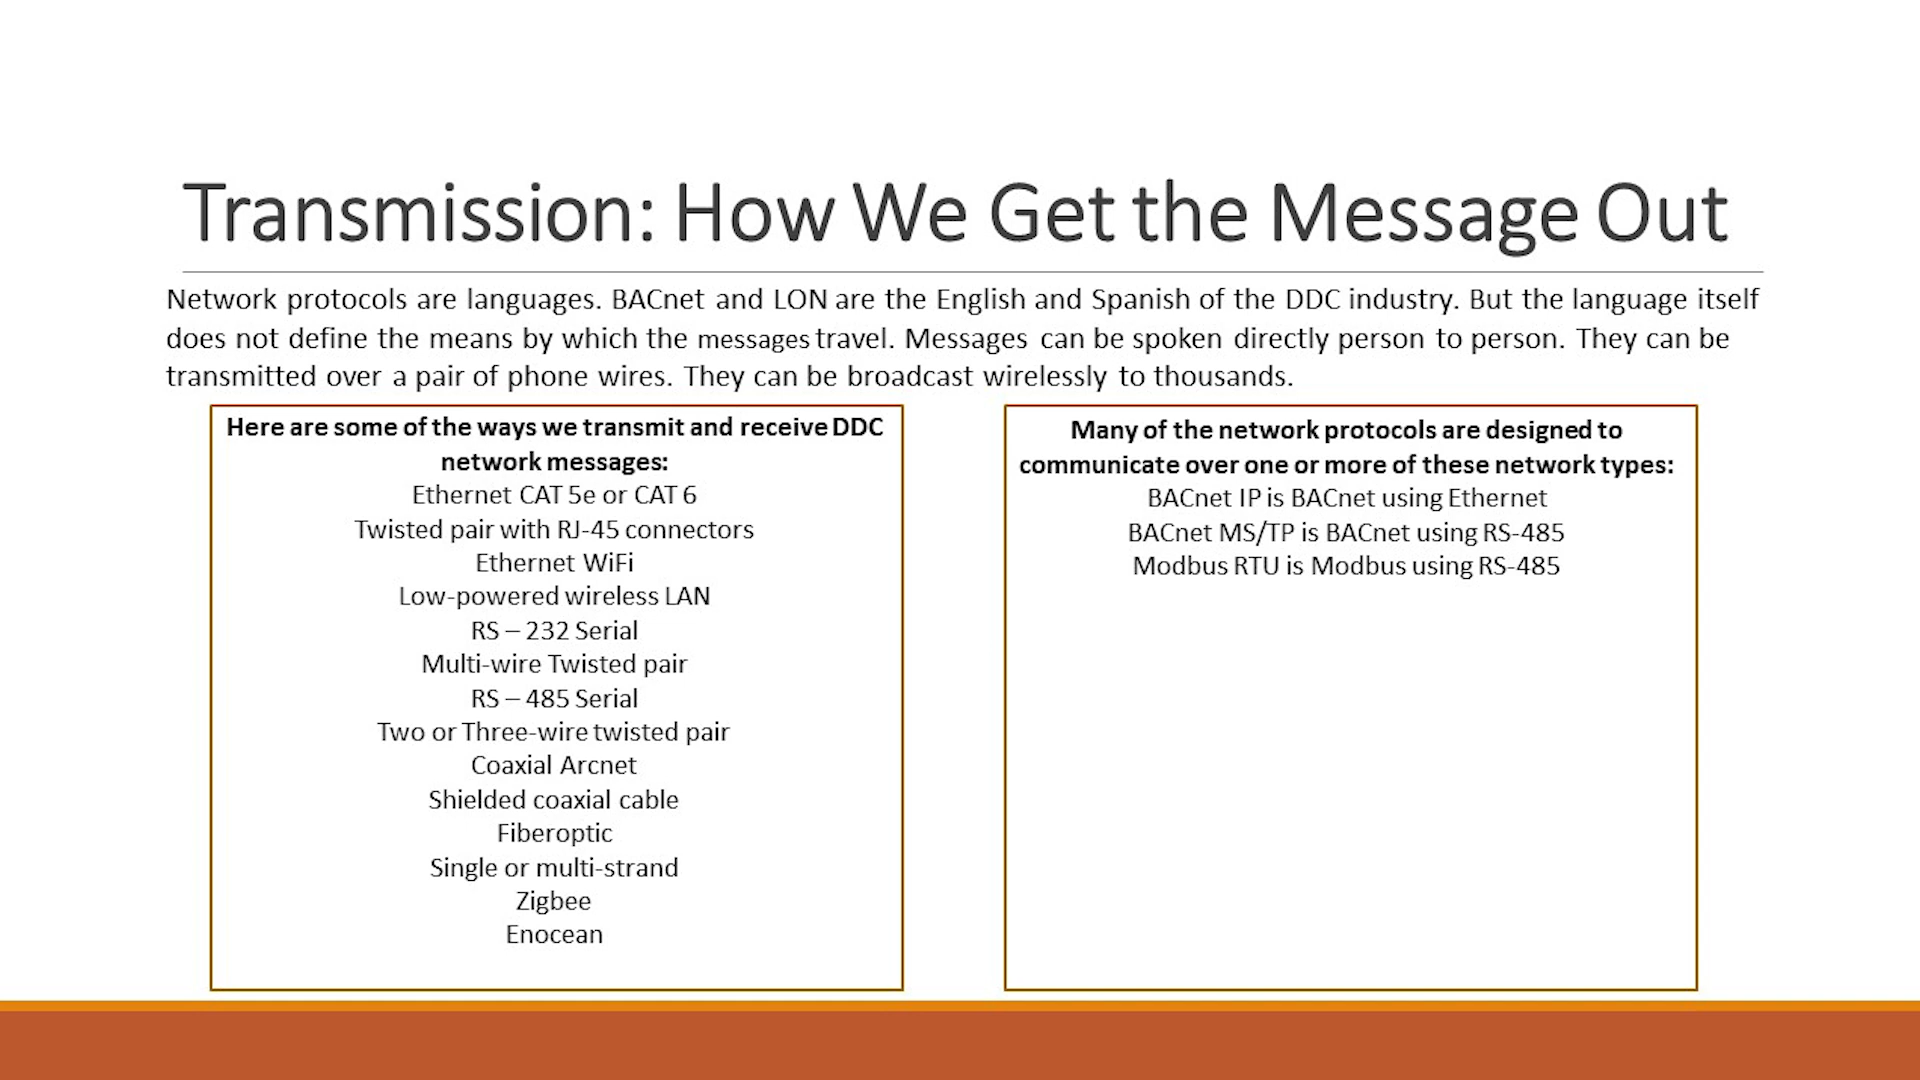 Transmission: How We Get the Message Out
Network protocols are languages. BACnet and LON are the English and Spanish of the DDC industry. But the language itself
does not define the means by which the messages travel. Messages can be spoken directly person to person. They can be
transmitted over a pair of phone wires. They can be broadcast wirelessly to thousands.
Here are some of the ways we transmit and receive DDC
network messages:
Ethernet CAT 5e or CAT 6
Twisted pair with RJ-45 connectors
Ethernet WiFi
Low-powered wireless LAN
RS – 232 Serial
Multi-wire Twisted pair
RS – 485 Serial
Two or Three-wire twisted pair
Coaxial Arcnet
Shielded coaxial cable
Fiberoptic
Single or multi-strand
Zigbee
Enocean
Many of the network protocols are designed to
communicate over one or more of these network types:
BACnet IP is BACnet using Ethernet
BACnet MS/TP is BACnet using RS-485
Modbus RTU is Modbus using RS-485